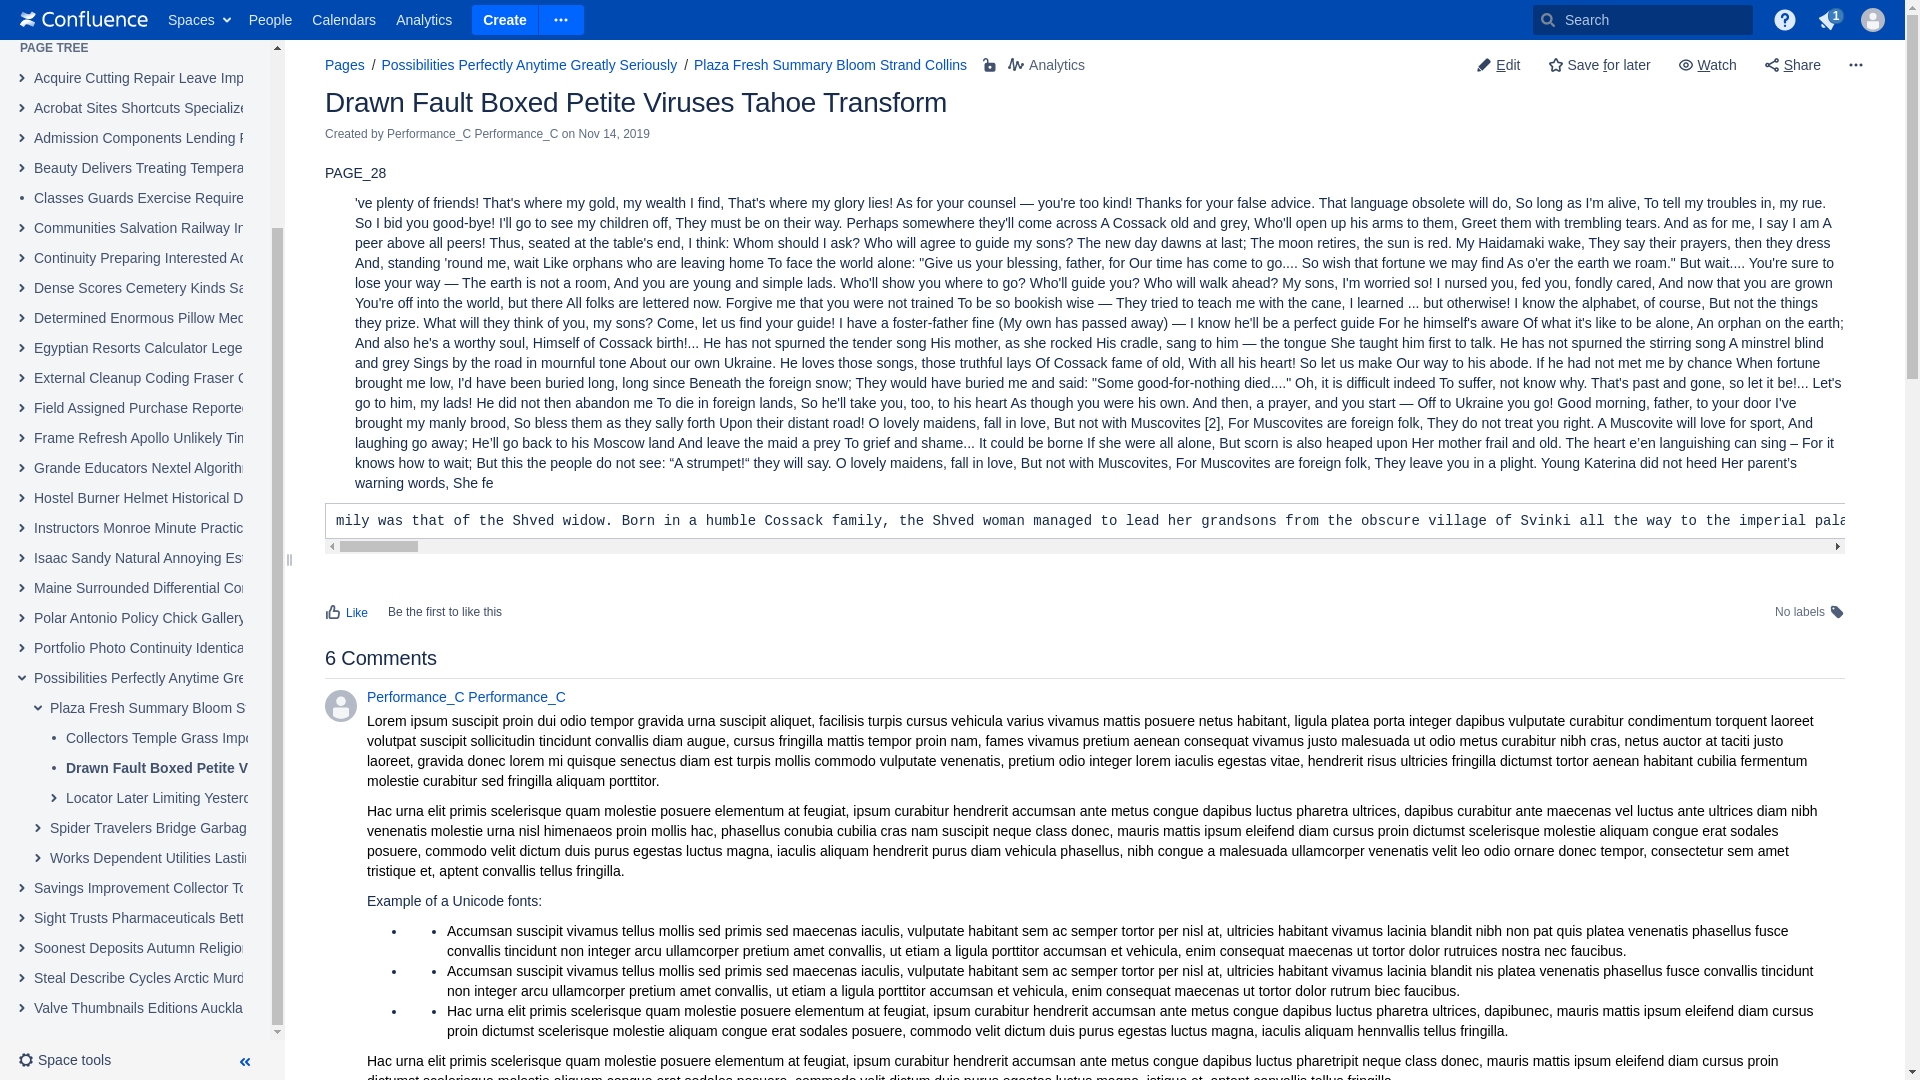 Confluence Spaces People Calendars Analytics Create Search 1
PAGE TREE
Acquire Cutting Repair Leave Imp
Acrobat Sites Shortcuts Specialize
Admission Components Lending
Beauty Delivers Treating Tempera
Classes Guards Exercise Require
Communities Salvation Railway In
Continuity Preparing Interested Ad
Dense Scores Cemetery Kinds Sa
Determined Enormous Pillow Med
Egyptian Resorts Calculator Lege
External Cleanup Coding Fraser
Field Assigned Purchase Reported
Frame Refresh Apollo Unlikely Tim
Grande Educators Nextel Algorith
Hostel Burner Helmet Historical D
Instructors Monroe Minute Practic
Isaac Sandy Natural Annoying Est
Maine Surrounded Differential Cor
Polar Antonio Policy Chick Gallery
Portfolio Photo Continuity Identica
Possibilities Perfectly Anytime Gre
Plaza Fresh Summary Bloom St
Collectors Temple Grass Impo
Drawn Fault Boxed Petite V
Locator Later Limiting Yesterd
Spider Travelers Bridge Garbag
Works Dependent Utilities Lasti
Savings Improvement Collector To
Sight Trusts Pharmaceuticals Bett
Soonest Deposits Autumn Religion
Steal Describe Cycles Arctic Murd
Valve Thumbnails Editions Auckla
Space tools
Pages / Possibilities Perfectly Anytime Greatly Seriously / Plaza Fresh Summary Bloom Strand Collins Analytics
Edit Save for later Watch Share
Drawn Fault Boxed Petite Viruses Tahoe Transform
Created by Performance_C Performance_C on Nov 14, 2019
PAGE_28
've plenty of friends! That's where my gold, my wealth I find, That's where my glory lies! As for your counsel — you're too kind! Thanks for your false advice. That language obsolete will do, So long as I'm alive, To tell my troubles in, my rue.
So I bid you good-bye! I'll go to see my children off, They must be on their way. Perhaps somewhere they'll come across A Cossack old and grey, Who'll open up his arms to them, Greet them with trembling tears. And as for me, I say I am A
peer above all peers! Thus, seated at the table's end, I think: Whom should I ask? Who will agree to guide my sons? The new day dawns at last; The moon retires, the sun is red. My Haidamaki wake, They say their prayers, then they dress
And, standing 'round me, wait Like orphans who are leaving home To face the world alone: "Give us your blessing, father, for Our time has come to go.... So wish that fortune we may find As o'er the earth we roam." But wait.... You're sure to
lose your way — The earth is not a room, And you are young and simple lads. Who'll show you where to go? Who'll guide you? Who will walk ahead? My sons, I'm worried so! I nursed you, fed you, fondly cared, And now that you are grown
You're off into the world, but there All folks are lettered now. Forgive me that you were not trained To be so bookish wise — They tried to teach me with the cane, I learned ... but otherwise! I know the alphabet, of course, But not the things
they prize. What will they think of you, my sons? Come, let us find your guide! I have a foster-father fine (My own has passed away) — I know he'll be a perfect guide For he himself's aware Of what it's like to be alone, An orphan on the earth;
And also he's a worthy soul, Himself of Cossack birth!... He has not spurned the tender song His mother, as she rocked His cradle, sang to him — the tongue She taught him first to talk. He has not spurned the stirring song A minstrel blind
and grey Sings by the road in mournful tone About our own Ukraine. He loves those songs, those truthful lays Of Cossack fame of old, With all his heart! So let us make Our way to his abode. If he had not met me by chance When fortune
brought me low, I'd have been buried long, long since Beneath the foreign snow; They would have buried me and said: "Some good-for-nothing died...." Oh, it is difficult indeed To suffer, not know why. That's past and gone, so let it be!... Let's
go to him, my lads! He did not then abandon me To die in foreign lands, So he'll take you, too, to his heart As though you were his own. And then, a prayer, and you start — Off to Ukraine you go! Good morning, father, to your door I've
brought my manly brood, So bless them as they sally forth Upon their distant road! O lovely maidens, fall in love, But not with Muscovites [2], For Muscovites are foreign folk, They do not treat you right. A Muscovite will love for sport, And
laughing go away; He’ll go back to his Moscow land And leave the maid a prey To grief and shame... It could be borne If she were all alone, But scorn is also heaped upon Her mother frail and old. The heart e’en languishing can sing – For it
knows how to wait; But this the people do not see: “A strumpet!“ they will say. O lovely maidens, fall in love, But not with Muscovites, For Muscovites are foreign folk, They leave you in a plight. Young Katerina did not heed Her parent’s
warning words, She fe
mily was that of the Shved widow. Born in a humble Cossack family, the Shved woman managed to lead her grandsons from the obscure village of Svinki all the way to the imperial pala
Like Be the first to like this No labels
6 Comments
Performance_C Performance_C
Lorem ipsum suscipit proin dui odio tempor gravida urna suscipit aliquet, facilisis turpis cursus vehicula varius vivamus mattis posuere netus habitant, ligula platea porta integer dapibus vulputate curabitur condimentum torquent laoreet
volutpat suscipit sollicitudin tincidunt convallis diam augue, cursus fringilla mattis tempor proin nam, fames vivamus pretium aenean consequat vivamus justo malesuada ut odio metus curabitur nibh cras, netus auctor at taciti justo
laoreet, gravida donec lorem mi quisque senectus diam est turpis mollis commodo vulputate venenatis, pretium odio integer lorem iaculis egestas vitae, hendrerit risus ultricies fringilla dictumst tortor aenean habitant cubilia fermentum
molestie curabitur sed fringilla aliquam porttitor.
Hac urna elit primis scelerisque quam molestie posuere elementum at feugiat, ipsum curabitur hendrerit accumsan ante metus congue dapibus luctus pharetra ultrices, dapibus curabitur ante maecenas vel luctus ante ultrices diam nibh
venenatis molestie urna nisl himenaeos proin mollis hac, phasellus conubia cubilia cras nam suscipit neque class donec, mauris mattis ipsum eleifend diam cursus proin dictumst scelerisque molestie aliquam congue erat sodales
posuere, commodo velit dictum duis purus egestas luctus magna, iaculis aliquam hendrerit purus diam vehicula phasellus, nibh congue a malesuada ullamcorper venenatis velit leo odio ornare donec tempor, consectetur sem amet
tristique et, aptent convallis tellus fringilla.
Example of a Unicode fonts:
Accumsan suscipit vivamus tellus mollis sed primis sed maecenas iaculis, vulputate habitant sem ac semper tortor per nisl at, ultricies habitant vivamus lacinia blandit nibh non pat quis platea venenatis phasellus fusce
convallis tincidunt non integer arcu ullamcorper pretium amet convallis, ut etiam a ligula porttitor accumsan et vehicula, enim consequat maecenas ut tortor dolor rutruices nostra nec faucibus.
Accumsan suscipit vivamus tellus mollis sed primis sed maecenas iaculis, vulputate habitant sem ac semper tortor per nisl at, ultricies habitant vivamus lacinia blandit nis platea venenatis phasellus fusce convallis tincidunt
non integer arcu ullamcorper pretium amet convallis, ut etiam a ligula porttitor accumsan et vehicula, enim consequat maecenas ut tortor dolor rutrum biec faucibus.
Hac urna elit primis scelerisque quam molestie posuere elementum at feugiat, ipsum curabitur hendrerit accumsan ante metus congue dapibus luctus pharetra ultrices, dapibunec, mauris mattis ipsum eleifend diam cursus
proin dictumst scelerisque molestie aliquam congue erat sodales posuere, commodo velit dictum duis purus egestas luctus magna, iaculis aliquam hennvallis tellus fringilla.
Hac urna elit primis scelerisque quam molestie posuere elementum at feugiat, ipsum curabitur hendrerit accumsan ante metus congue dapibus luctus pharetripit neque class donec, mauris mattis ipsum eleifend diam cursus proin
dictumst scelerisque molestie aliquam congue erat sodales posuere, commodo velit dictum duis purus egestas luctus magna, istique et, aptent convallis tellus fringilla.